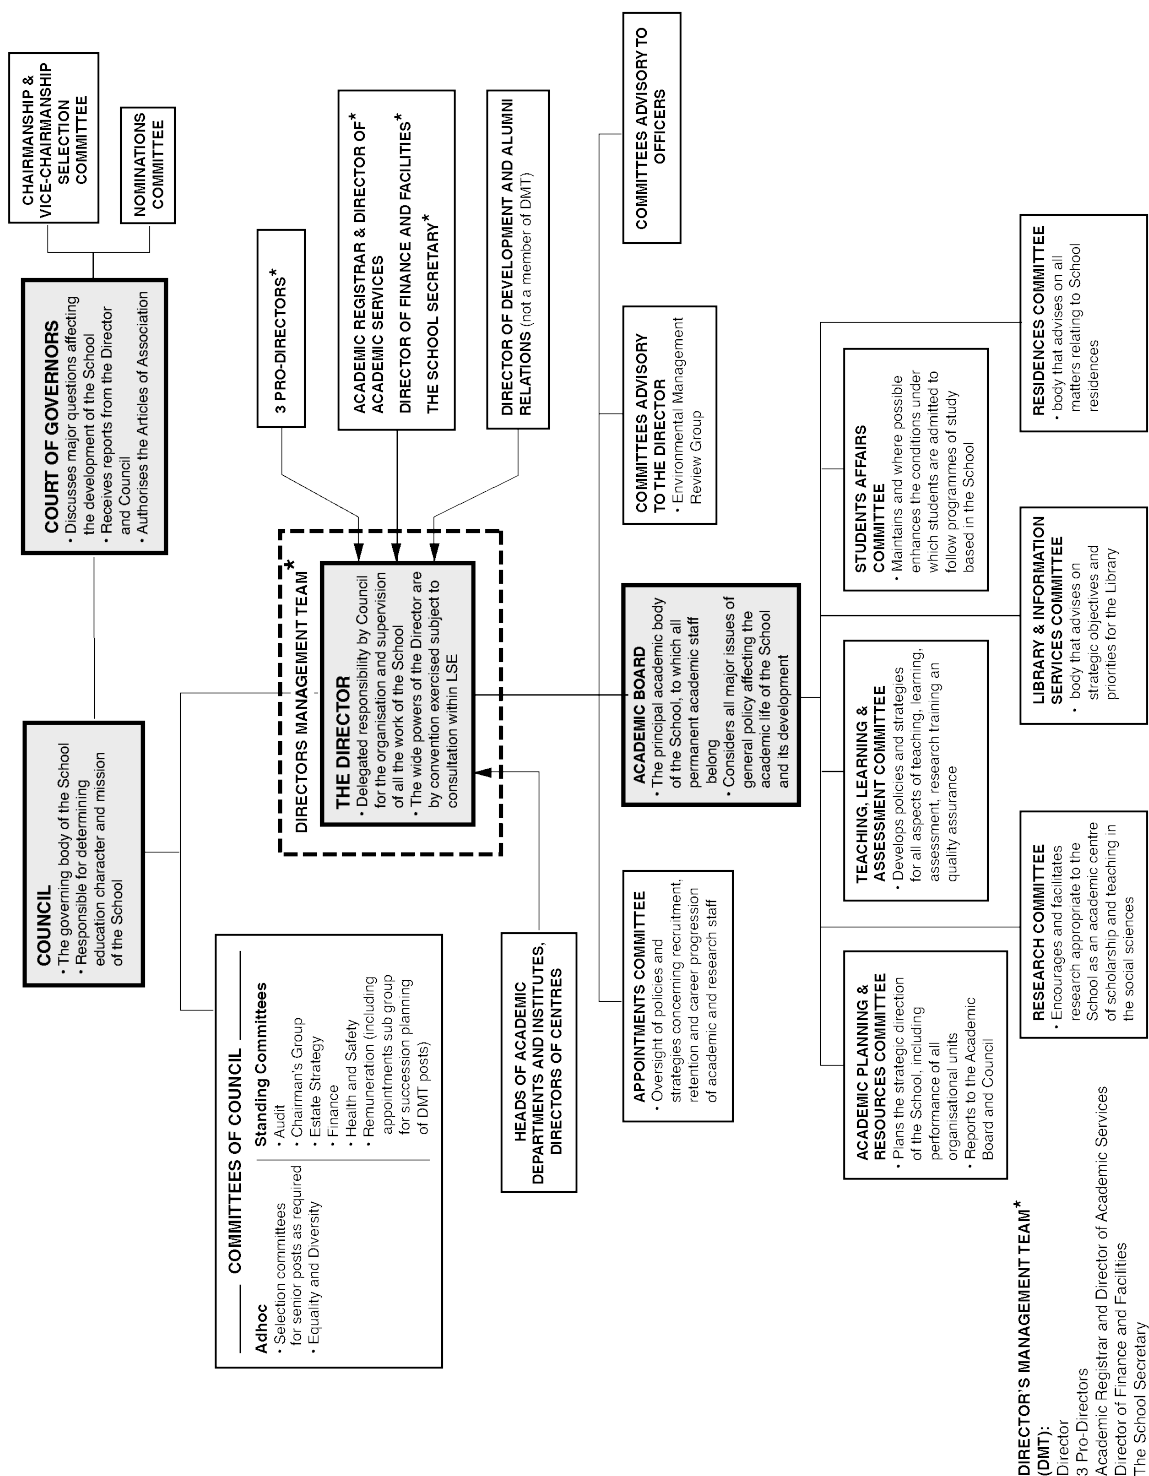 COUNCIL
• The governing body of the School
• Responsible for determining
education character and mission
of the School
COURT OF GOVERNORS
• Discusses major questions affecting
the development of the School
• Receives reports from the Director
and Council
• Authorises the Articles of Association
CHAIRMANSHIP &
VICE-CHAIRMANSHIP
SELECTION
COMMITTEE
NOMINATIONS
COMMITTEE
COMMITTEES OF COUNCIL
Adhoc
• Selection committees
for senior posts as required
• Equality and Diversity
Standing Committees
• Audit
• Chairman's Group
• Estate Strategy
• Finance
• Health and Safety
• Remuneration (including
appointments sub group
for succession planning
of DMT posts)
DIRECTORS MANAGEMENT TEAM*
THE DIRECTOR
• Delegated responsibility by Council
for the organisation and supervision
of all the work of the School
• The wide powers of the Director are
by convention exercised subject to
consultation within LSE
3 PRO-DIRECTORS*
ACADEMIC REGISTRAR & DIRECTOR OF*
ACADEMIC SERVICES
DIRECTOR OF FINANCE AND FACILITIES*
THE SCHOOL SECRETARY*
DIRECTOR OF DEVELOPMENT AND ALUMNI
RELATIONS (not a member of DMT)
HEADS OF ACADEMIC
DEPARTMENTS AND INSTITUTES,
DIRECTORS OF CENTRES
APPOINTMENTS COMMITTEE
• Oversight of policies and
strategies concerning recruitment,
retention and career progression
of academic and research staff
ACADEMIC BOARD
• The principal academic body
of the School, to which all
permanent academic staff
belong
• Considers all major issues of
general policy affecting the
academic life of the School
and its development
COMMITTEES ADVISORY
TO THE DIRECTOR
• Environmental Management
Review Group
COMMITTEES ADVISORY TO
OFFICERS
ACADEMIC PLANNING &
RESOURCES COMMITTEE
• Plans the strategic direction
of the School, including
performance of all
organisational units
• Reports to the Academic
Board and Council
TEACHING, LEARNING &
ASSESSMENT COMMITTEE
• Develops policies and strategies
for all aspects of teaching, learning,
assessment, research training an
quality assurance
STUDENTS AFFAIRS
COMMITTEE
• Maintains and where possible
enhances the conditions under
which students are admitted to
follow programmes of study
based in the School
RESEARCH COMMITTEE
• Encourages and facilitates
research appropriate to the
School as an academic centre
of scholarship and teaching in
the social sciences
LIBRARY & INFORMATION
SERVICES COMMITTEE
• body that advises on
strategic objectives and
priorities for the Library
RESIDENCES COMMITTEE
• body that advises on all
matters relating to School
residences
DIRECTOR'S MANAGEMENT TEAM*
(DMT):
Director
3 Pro-Directors
Academic Registrar and Director of Academic Services
Director of Finance and Facilities
The School Secretary